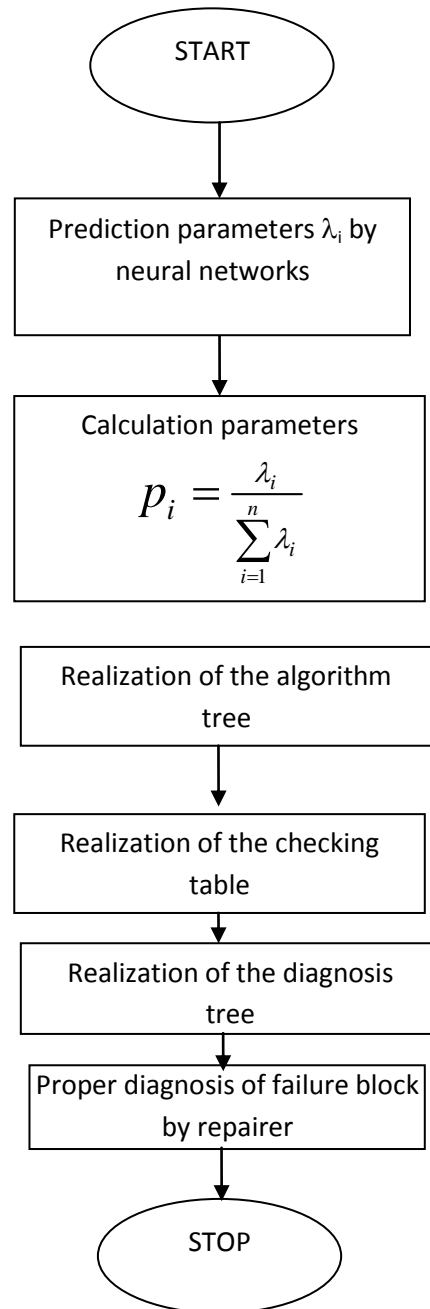 START
Prediction parameters λᵢ by
neural networks
Calculation parameters
pᵢ = λᵢ / ∑ⁿᵢ₌₁ λᵢ
Realization of the algorithm
tree
Realization of the checking
table
Realization of the diagnosis
tree
Proper diagnosis of failure block
by repairer
STOP